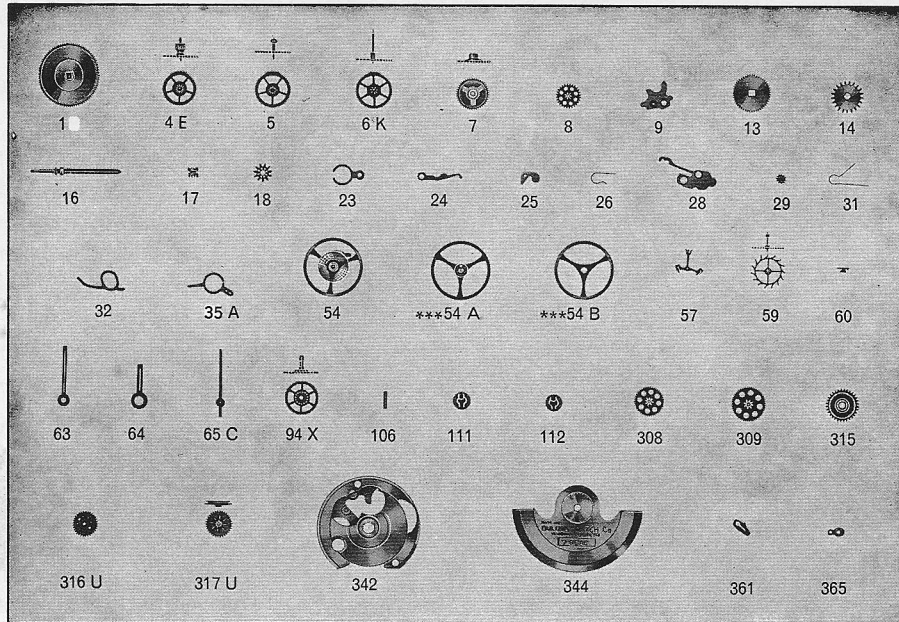 1 4 E 5 6 K 7 8 9 13 14
16 17 18 23 24 25 26 28 29 31
32 35 A 54 ***54 A ***54 B 57 59 60
63 64 65 C 94 X 106 111 112 308 309 315
316 U 317 U 342 344 361 365